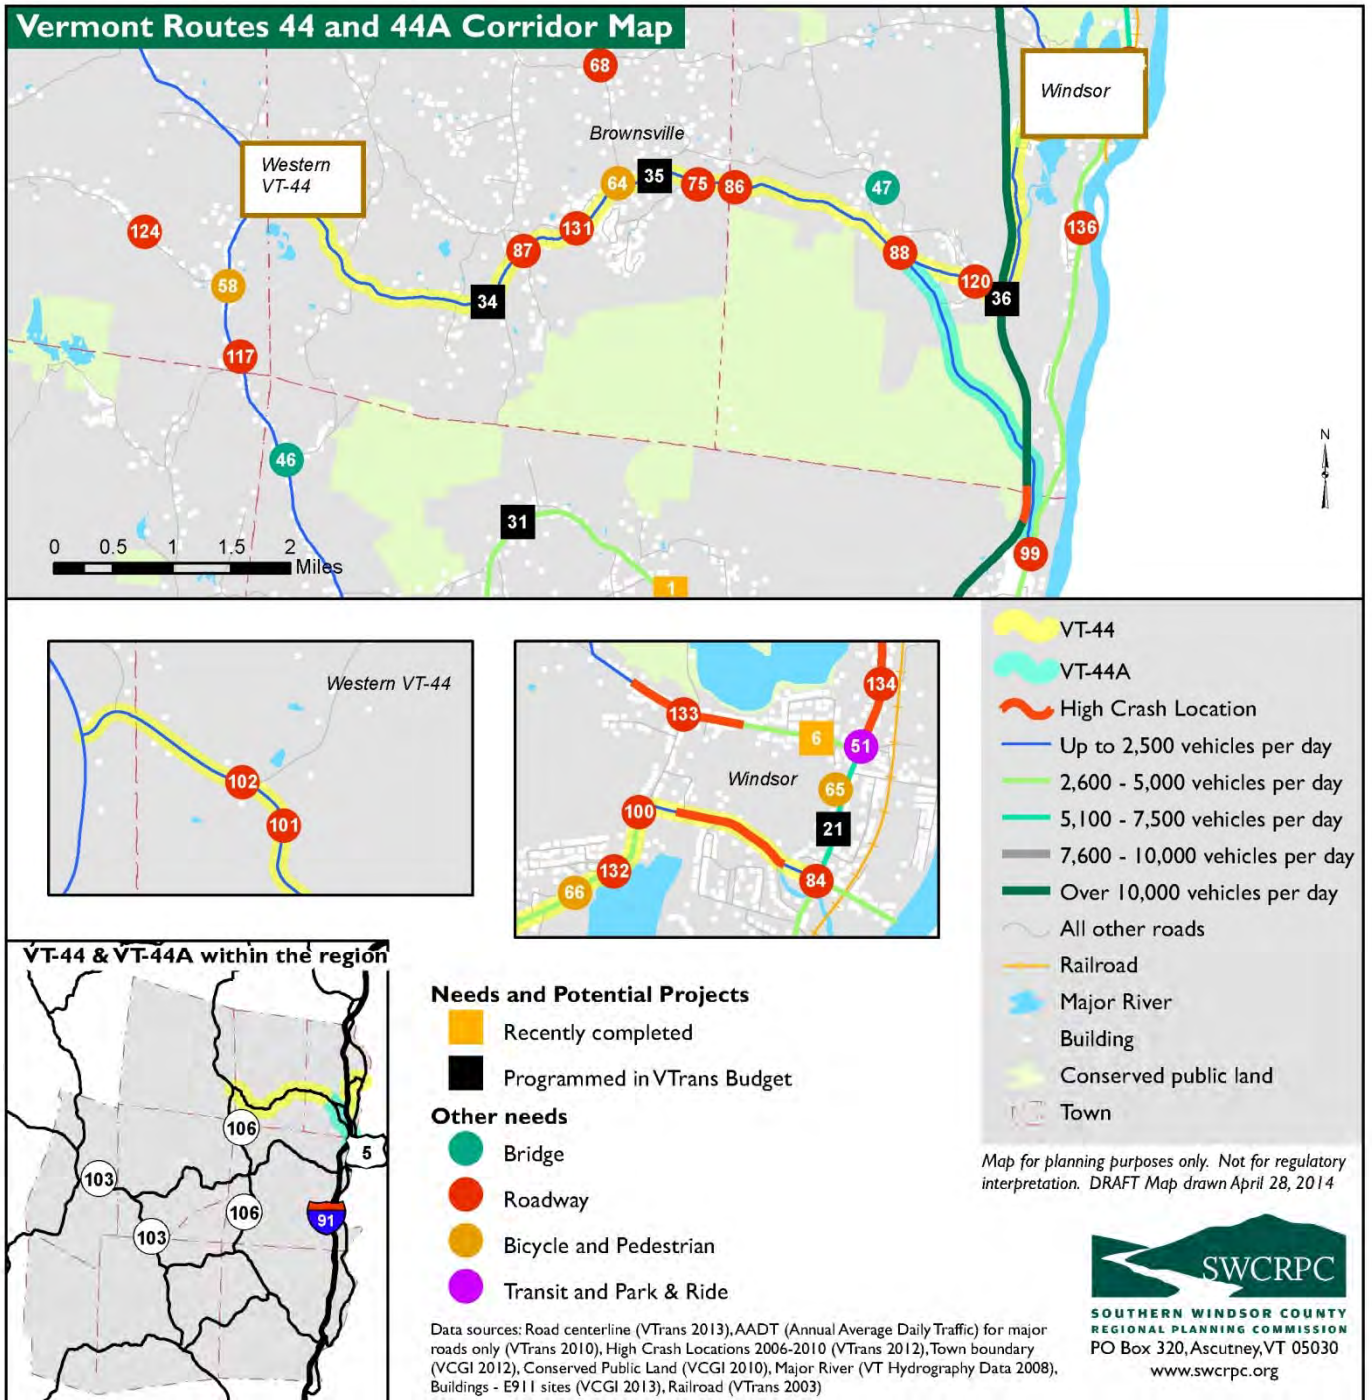 Vermont Routes 44 and 44A Corridor Map
68
Windsor
Brownsville
Western
VT-44
64
35
75
86
47
124
131
136
87
88
58
120
34
36
117
46
31
99
1
N
0 0.5 1 1.5 2
Miles
Western VT-44
102
101
134
133
6
51
Windsor
65
100
21
132
84
66
VT-44
VT-44A
High Crash Location
Up to 2,500 vehicles per day
2,600 - 5,000 vehicles per day
5,100 - 7,500 vehicles per day
7,600 - 10,000 vehicles per day
Over 10,000 vehicles per day
All other roads
Railroad
Major River
Building
Conserved public land
Town
VT-44 & VT-44A within the region
106
5
103
106
91
103
Needs and Potential Projects
Recently completed
Programmed in VTrans Budget
Other needs
Bridge
Roadway
Bicycle and Pedestrian
Transit and Park & Ride
Map for planning purposes only. Not for regulatory
interpretation. DRAFT Map drawn April 28, 2014
SWCRPC
SOUTHERN WINDSOR COUNTY
REGIONAL PLANNING COMMISSION
PO Box 320, Ascutney, VT 05030
www.swcrpc.org
Data sources: Road centerline (VTrans 2013), AADT (Annual Average Daily Traffic) for major
roads only (VTrans 2010), High Crash Locations 2006-2010 (VTrans 2012), Town boundary
(VCGI 2012), Conserved Public Land (VCGI 2010), Major River (VT Hydrography Data 2008),
Buildings - E911 sites (VCGI 2013), Railroad (VTrans 2003)